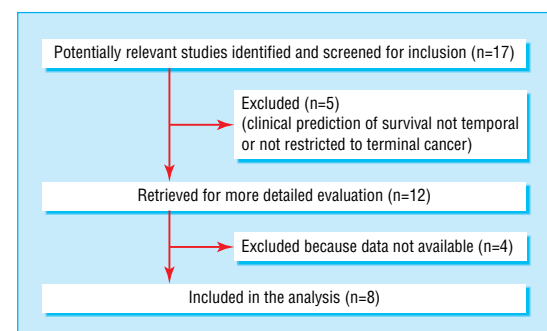 Potentially relevant studies identified and screened for inclusion (n=17)
Excluded (n=5)
(clinical prediction of survival not temporal
or not restricted to terminal cancer)
Retrieved for more detailed evaluation (n=12)
Excluded because data not available (n=4)
Included in the analysis (n=8)